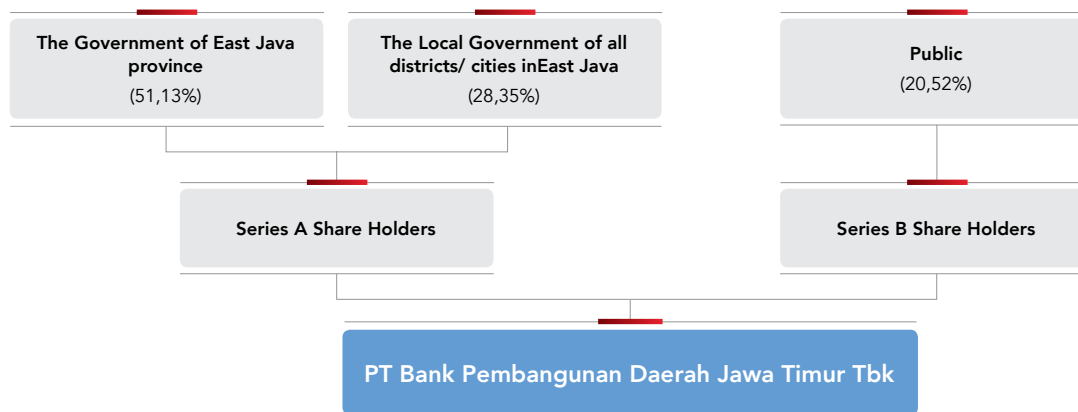 The Government of East Java
province
(51,13%)
The Local Government of all
districts/ cities inEast Java
(28,35%)
Public
(20,52%)
Series A Share Holders
Series B Share Holders
PT Bank Pembangunan Daerah Jawa Timur Tbk